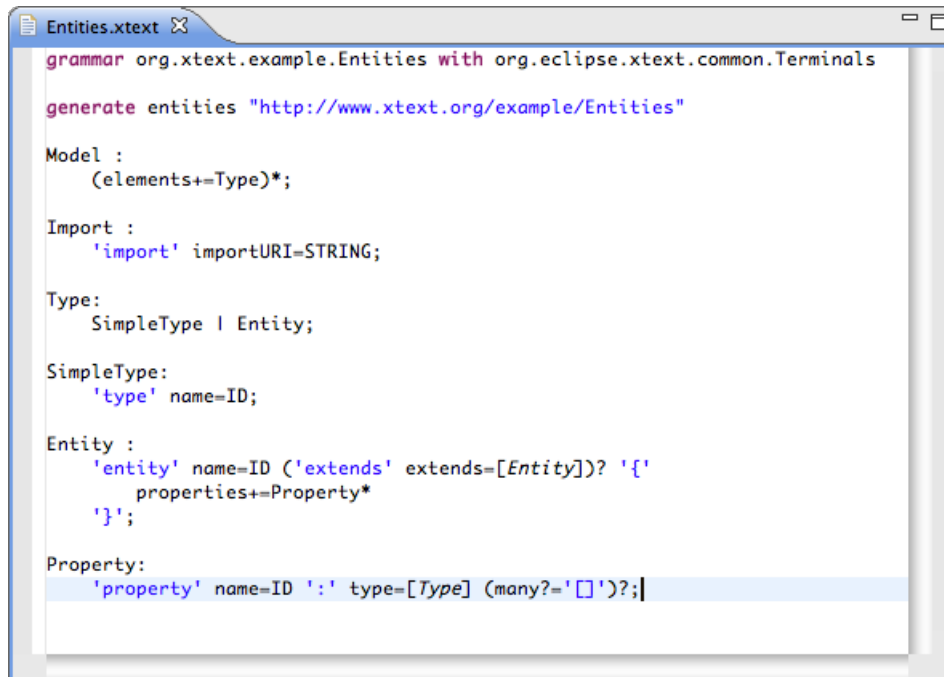 Entities.xtext
grammar org.xtext.example.Entities with org.eclipse.xtext.common.Terminals
generate entities "http://www.xtext.org/example/Entities"
Model :
(elements+=Type)*;
Import :
'import' importURI=STRING;
Type:
SimpleType | Entity;
SimpleType:
'type' name=ID;
Entity :
'entity' name=ID ('extends' extends=[Entity])? '{'
properties+=Property*
'}';
Property:
'property' name=ID ':' type=[Type] (many?='[]')?;